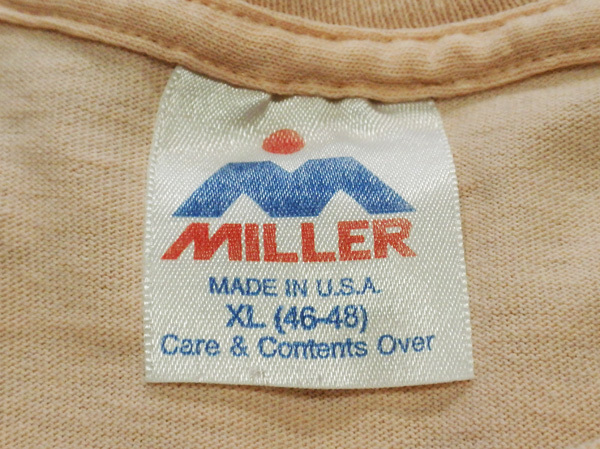 MILLER
MADE IN U.S.A.
XL (46-48)
Care & Contents Over